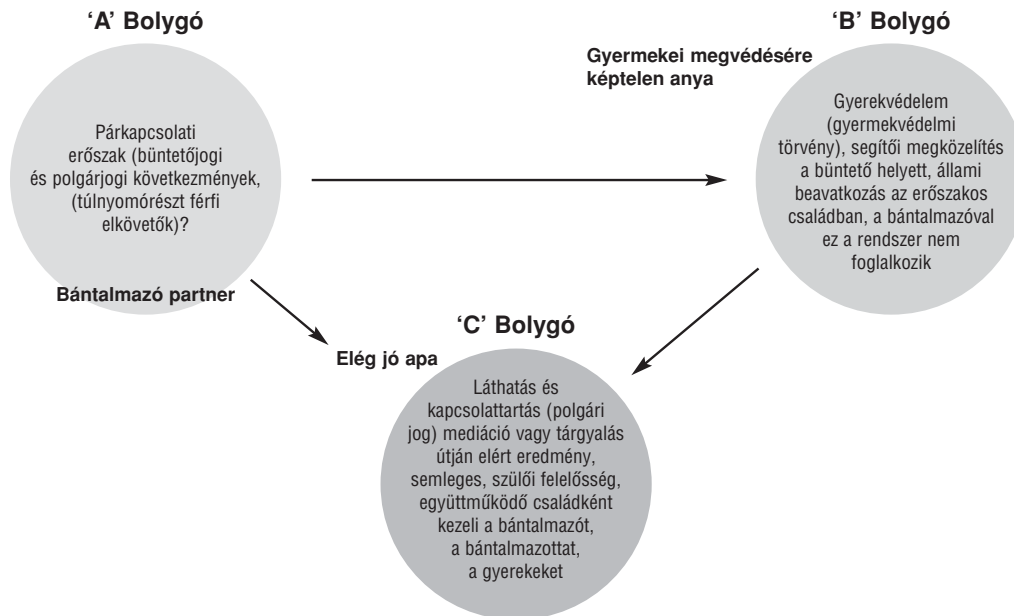 ‘A’ Bolygó
Párkapcsolati
erőszak (büntetőjogi
és polgárjogi következmények,
(túlnyomórészt férfi
elkövetők)?
Bántalmazó partner
‘B’ Bolygó
Gyermekei megvédésére
képtelen anya
Gyerekvédelem
(gyermekvédelmi
törvény), segítői megközelítés
a büntető helyett, állami
beavatkozás az erőszakos
családban, a bántalmazóval
ez a rendszer nem
foglalkozik
‘C’ Bolygó
Elég jó apa
Láthatás és
kapcsolattartás (polgári
jog) mediáció vagy tárgyalás
útján elért eredmény,
semleges, szülői felelősség,
együttműködő családként
kezeli a bántalmazót,
a bántalmazottat,
a gyerekeket